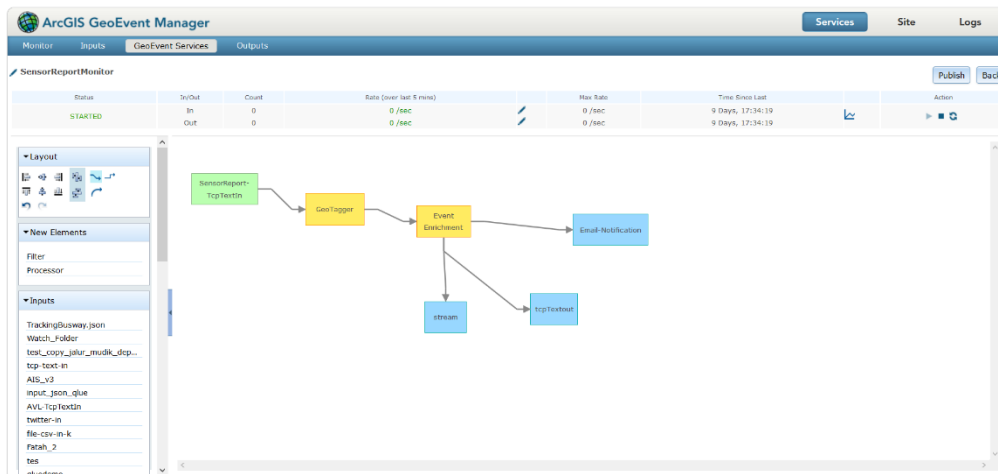 ArcGIS GeoEvent Manager
Services Site Logs
Monitor Inputs GeoEvent Services Outputs
SensorReportMonitor
Publish Back
Status In/Out Count Rate (over last 5 mins) Max Rate Time Since Last Action
STARTED
In 0 0 /sec 0 /sec 9 Days, 17:34:19
Out 0 0 /sec 0 /sec 9 Days, 17:34:19
Layout
New Elements
Filter
Processor
Inputs
TrackingBusway.json
Watch_Folder
test_copy_jalur_mudik_dep...
tcp-text-in
AIS_v3
input_json_qlue
AVL-TcpTextIn
twitter-in
file-csv-in-k
Fatah_2
tes
SensorReport-
TcpTextIn
GeoTagger
Event
Enrichment
Email-Notification
stream
tcpTextout